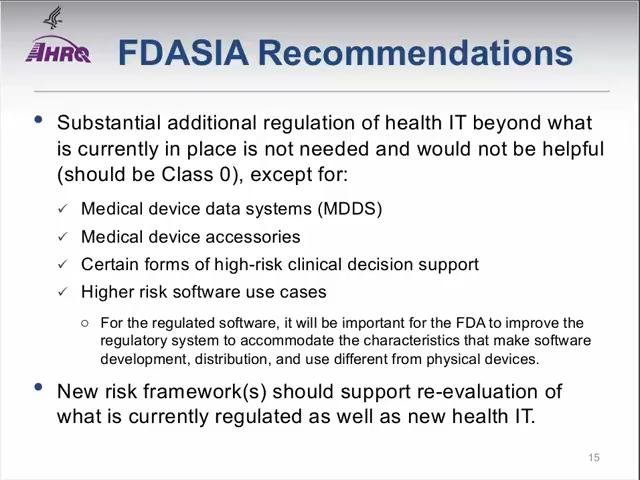 AHRQ
FDASIA Recommendations
• Substantial additional regulation of health IT beyond what
is currently in place is not needed and would not be helpful
(should be Class 0), except for:
✓ Medical device data systems (MDDS)
✓ Medical device accessories
✓ Certain forms of high-risk clinical decision support
✓ Higher risk software use cases
○ For the regulated software, it will be important for the FDA to improve the
regulatory system to accommodate the characteristics that make software
development, distribution, and use different from physical devices.
• New risk framework(s) should support re-evaluation of
what is currently regulated as well as new health IT.
15